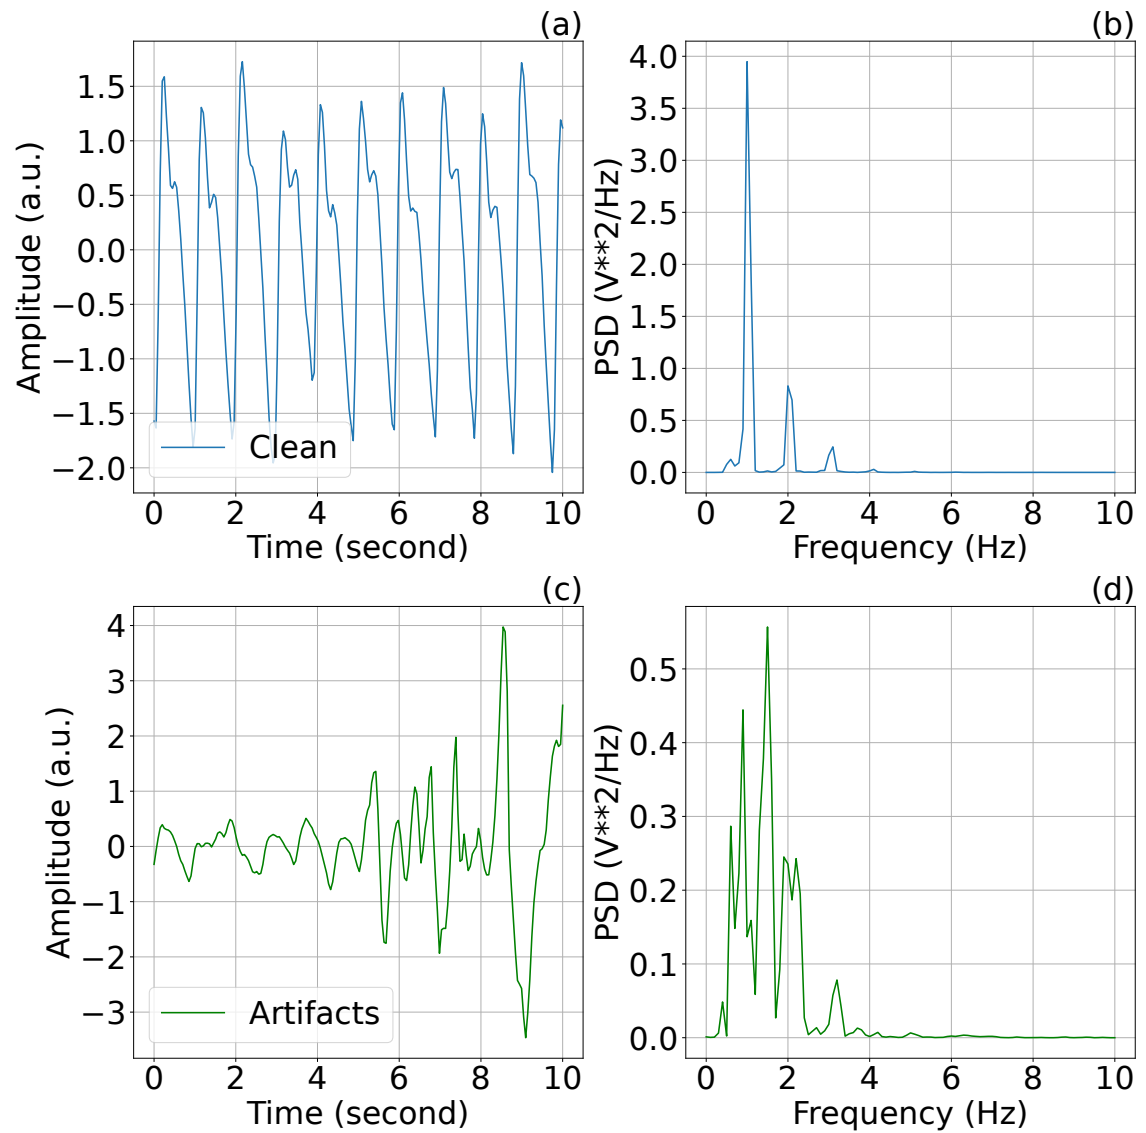 (a)
1.5
1.0
0.5
0.0
−0.5
−1.0
−1.5
−2.0
Amplitude (a.u.)
Clean
0 2 4 6 8 10
Time (second)
(b)
4.0
3.5
3.0
2.5
2.0
1.5
1.0
0.5
0.0
PSD (V**2/Hz)
0 2 4 6 8 10
Frequency (Hz)
(c)
4
3
2
1
0
−1
−2
−3
Amplitude (a.u.)
Artifacts
0 2 4 6 8 10
Time (second)
(d)
0.5
0.4
0.3
0.2
0.1
0.0
PSD (V**2/Hz)
0 2 4 6 8 10
Frequency (Hz)